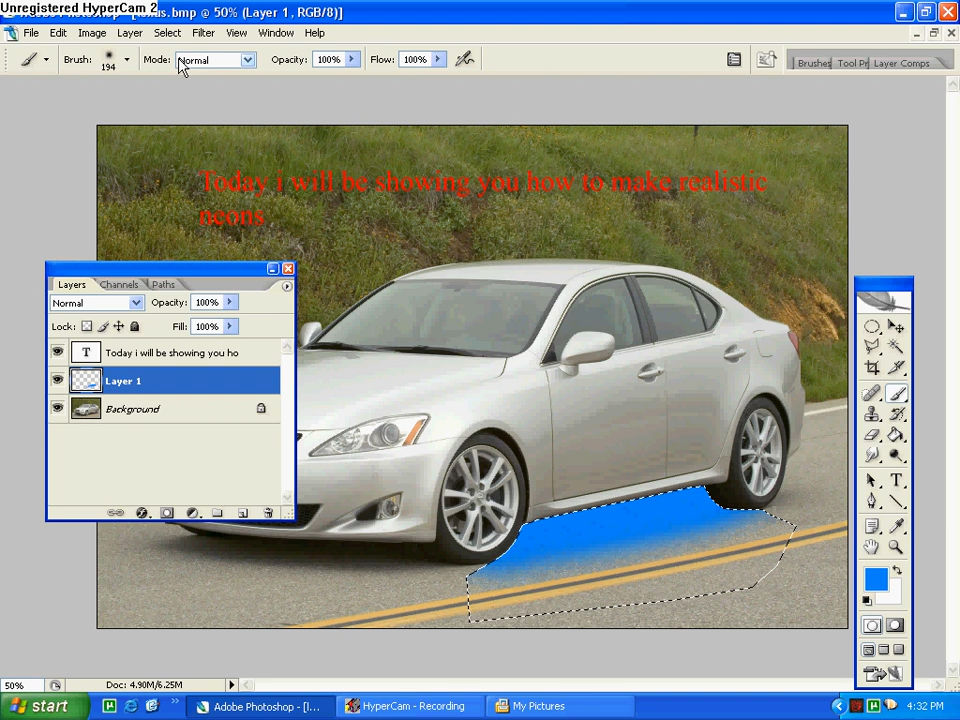 Unregistered HyperCam 2
@ 50% (Layer 1, RGB/8)]
File Edit Image Layer Select Filter View Window Help
Brush: 194 Mode: Normal Opacity: 100% Flow: 100% Brushes Tool Pr Layer Comps
Today i will be showing you how to make realistic
neons
Layers Channels Paths
Normal Opacity: 100%
Lock: Fill: 100%
T Today i will be showing you ho
Layer 1
Background
50% Doc: 4.90M/6.25M
start Adobe Photoshop - [l... HyperCam - Recording My Pictures 4:32 PM